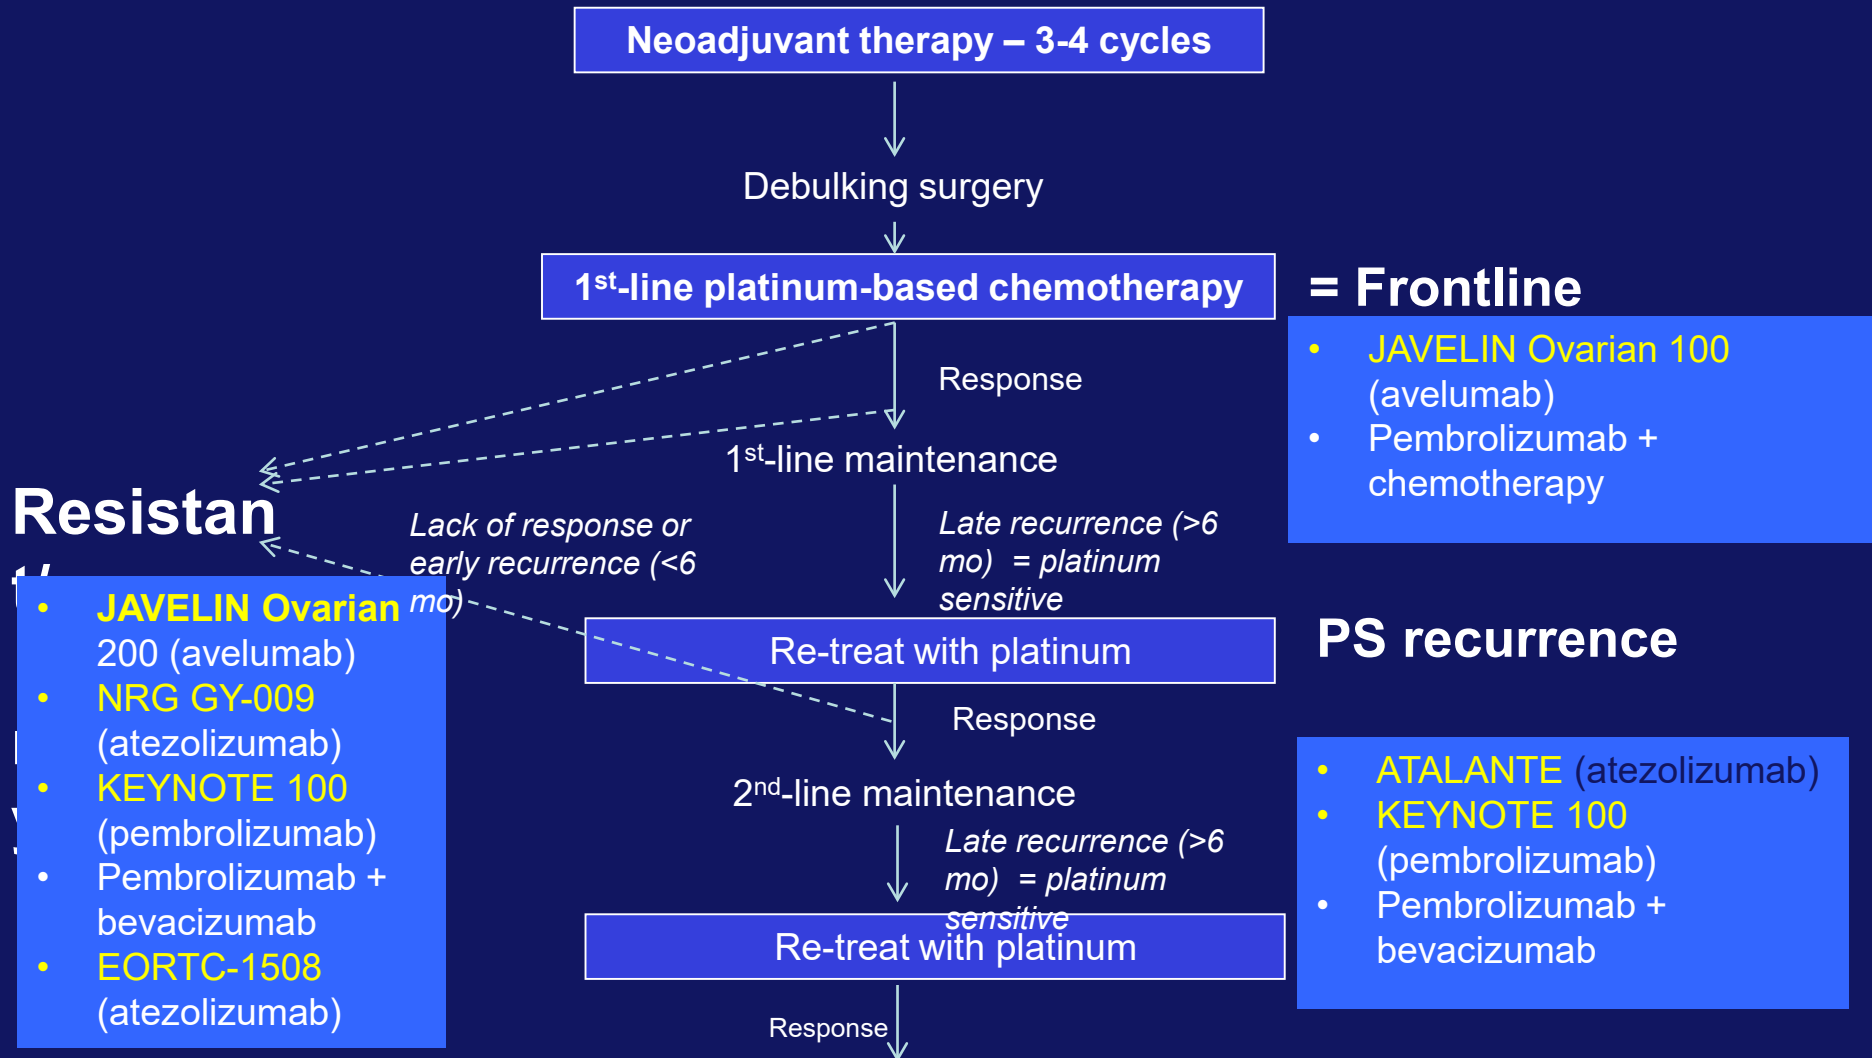 Neoadjuvant therapy – 3-4 cycles
Debulking surgery
1st-line platinum-based chemotherapy
= Frontline
• JAVELIN Ovarian 100
(avelumab)
• Pembrolizumab +
chemotherapy
Response
1st-line maintenance
Resistan
t/
Lack of response or
early recurrence (<6
mo)
Late recurrence (>6
mo) = platinum
sensitive
• JAVELIN Ovarian
200 (avelumab)
• NRG GY-009
(atezolizumab)
• KEYNOTE 100
(pembrolizumab)
• Pembrolizumab +
bevacizumab
• EORTC-1508
(atezolizumab)
Re-treat with platinum
PS recurrence
Response
2nd-line maintenance
• ATALANTE (atezolizumab)
• KEYNOTE 100
(pembrolizumab)
• Pembrolizumab +
bevacizumab
Late recurrence (>6
mo) = platinum
sensitive
Re-treat with platinum
Response